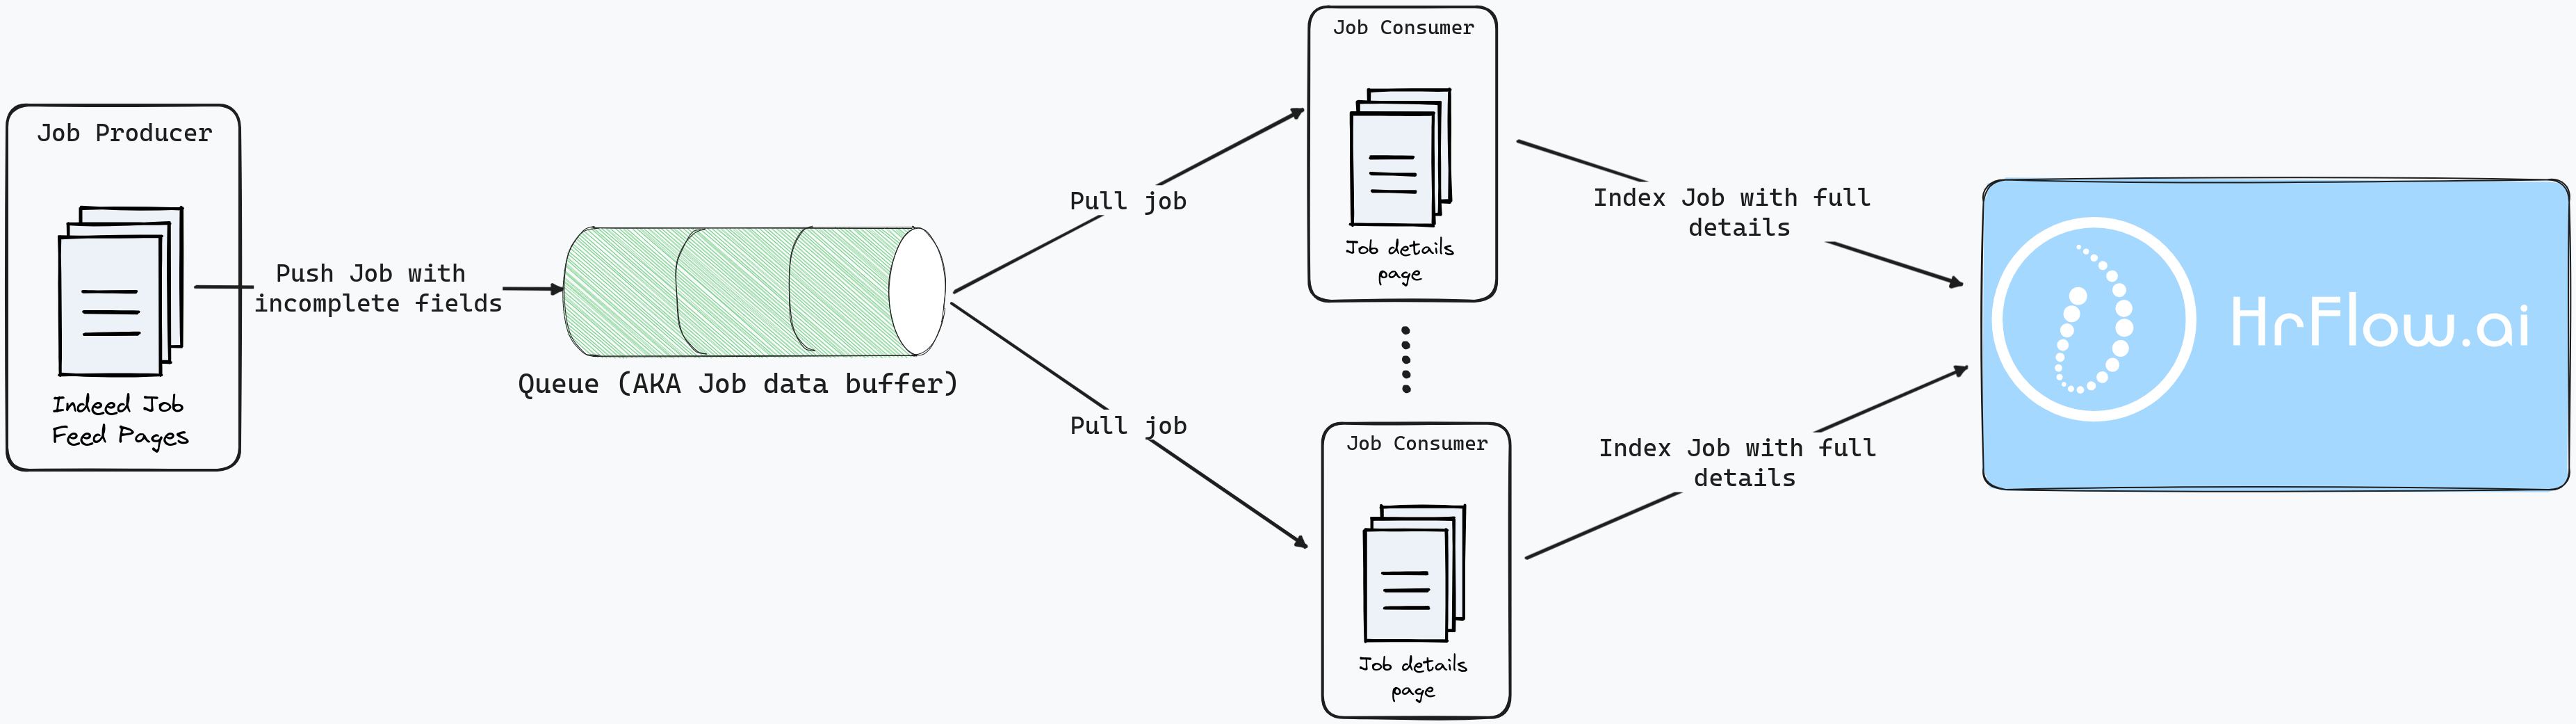 Job Producer
Indeed Job
Feed Pages
Push Job with
incomplete fields
Queue (AKA Job data buffer)
Pull job
Pull job
Job Consumer
Job details
page
Job Consumer
Job details
page
Index Job with full
details
Index Job with full
details
HrFlow.ai